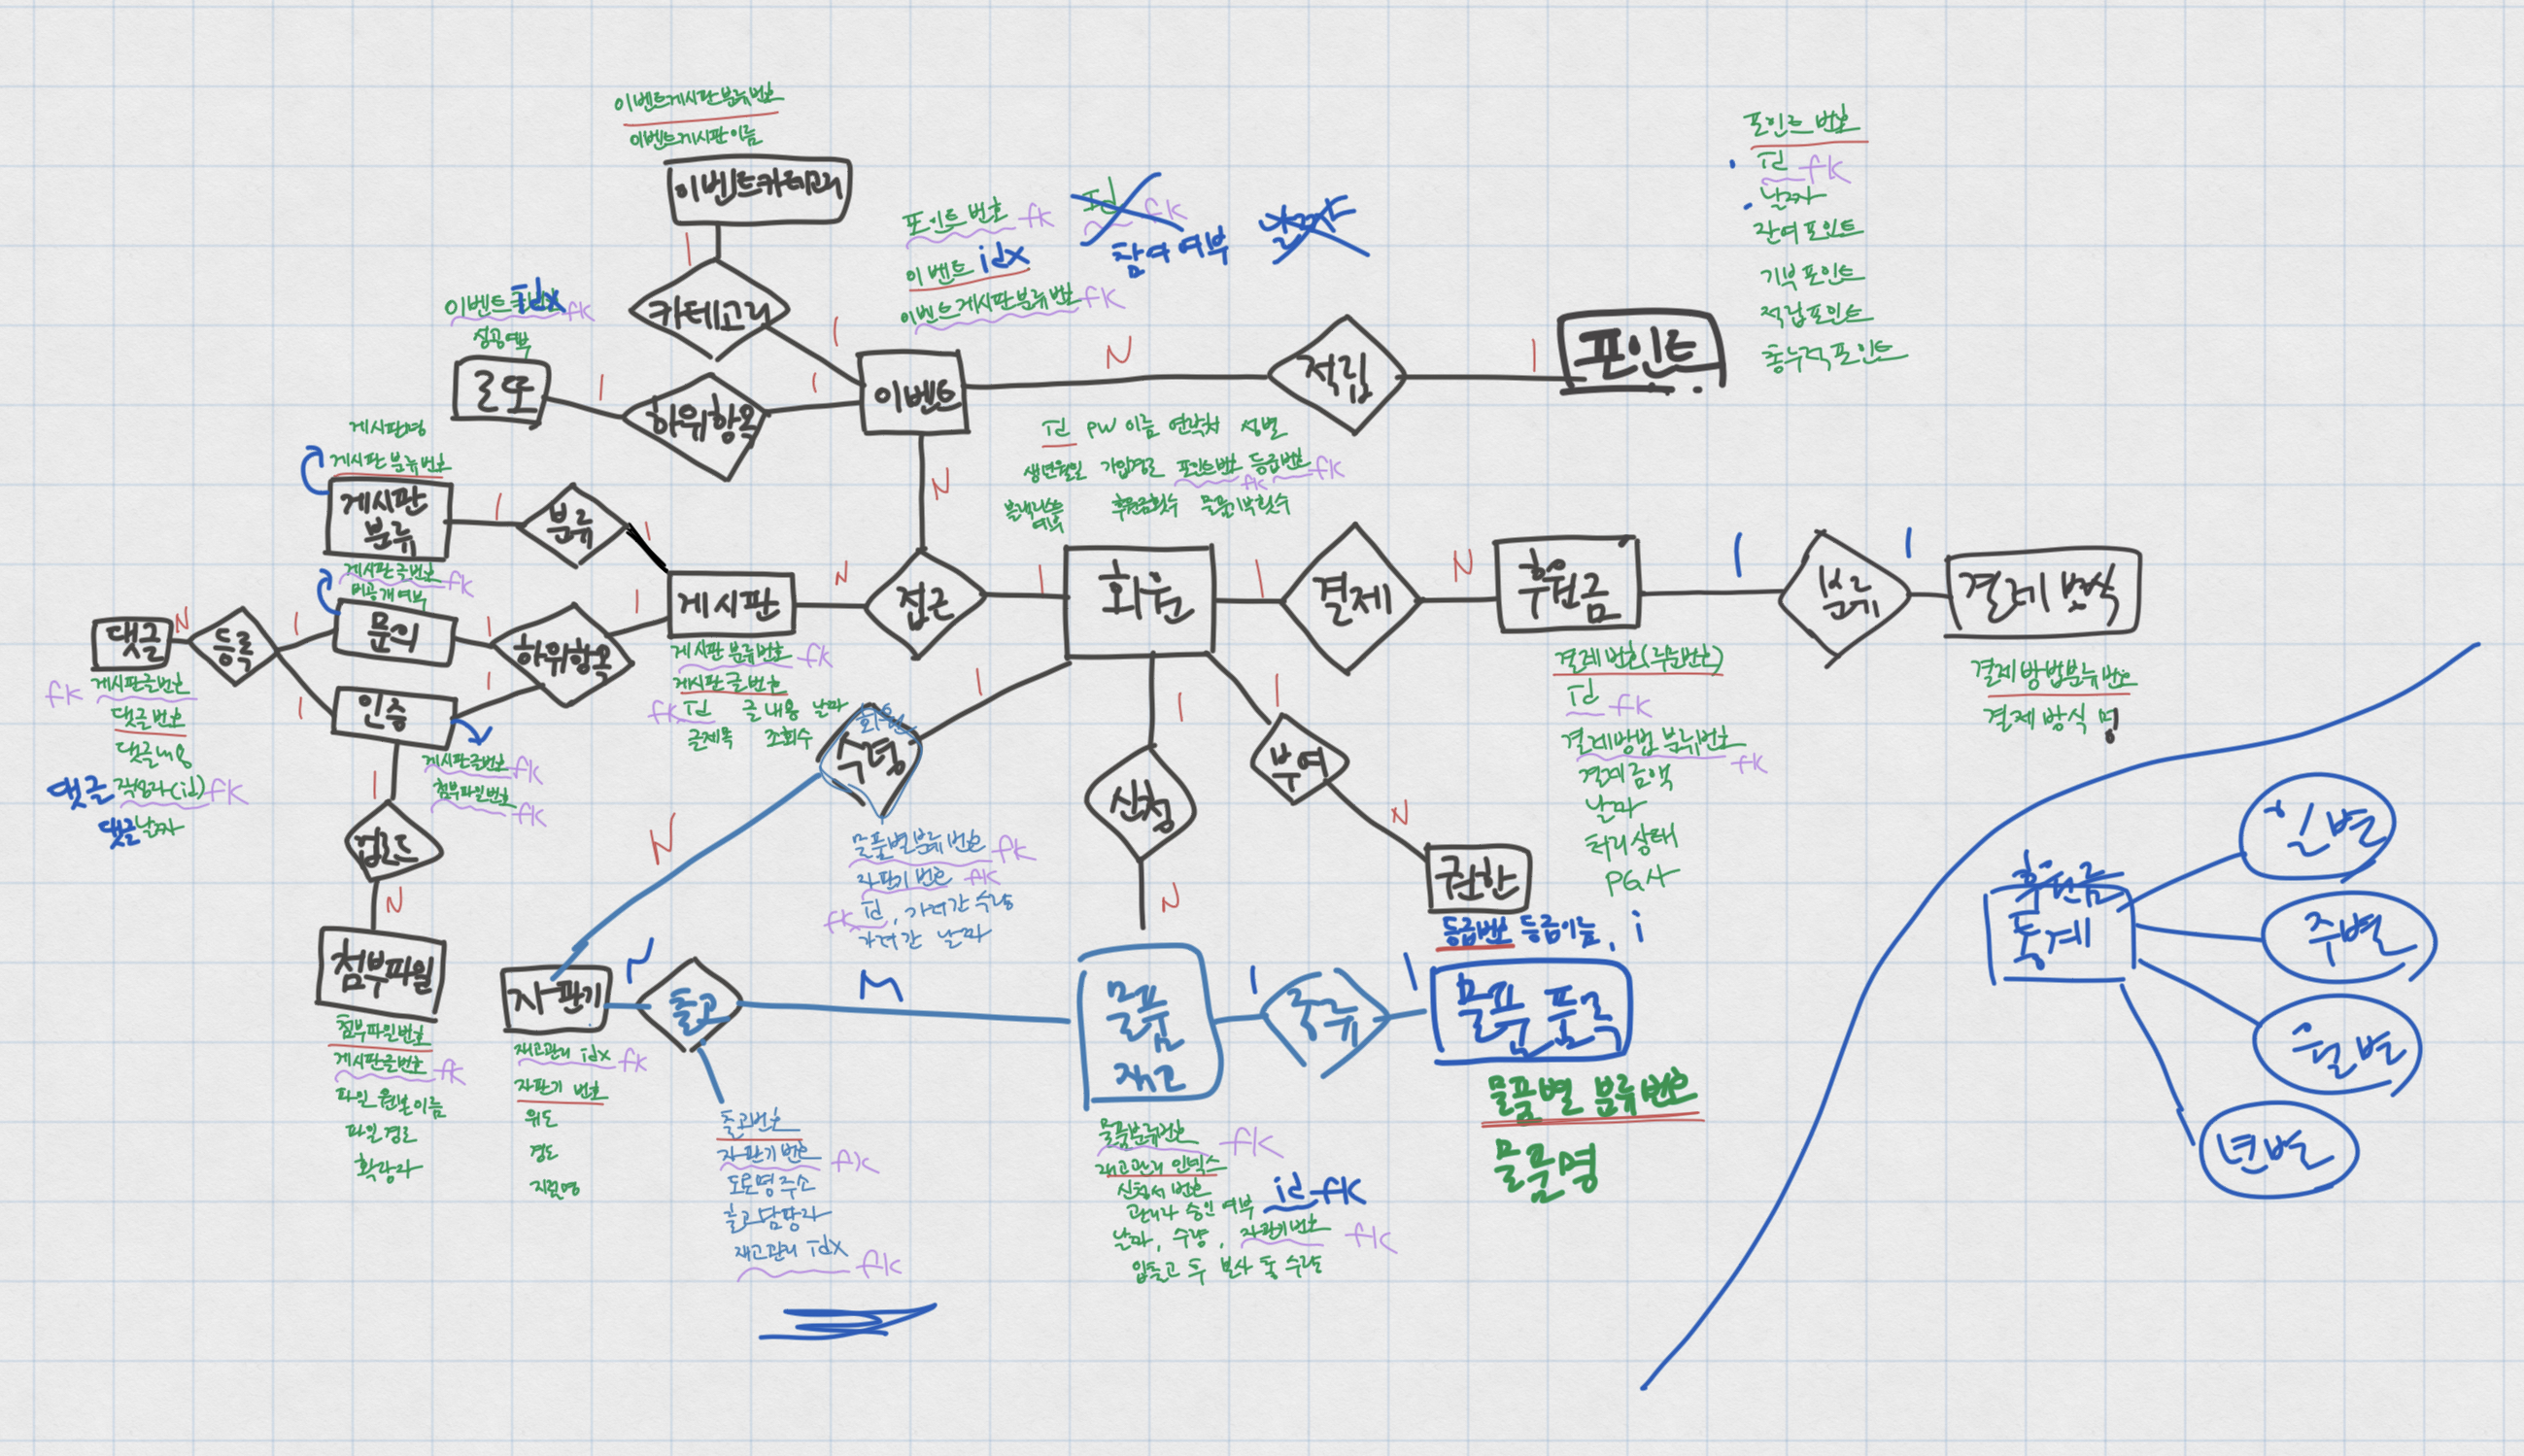 이벤트게시판 분류번호
이벤트게시판이름
이벤트카테고리
카테고리
1
1
포인트 번호 fk
Id fk
이벤트 idx
참여 여부
날짜
이벤트게시판분류번호 fk
포인트 번호
Id fk
날짜
잔여 포인트
기부 포인트
적립포인트
총누적 포인트
이벤트 Idx fk
성공여부
로또
1
하위항목
1
이벤트
N
적립
1
포인트
게시판명
게시판 분류번호
게시판
분류
1
분류
1
N
Id pw 이름 연락처 성별
생년월일 가입경로 포인트번호 등급번호 fk
fk
블랙리스트
여부
후원금횟수 물품기부횟수
게시판 글번호 fk
비공개여부
댓글
N
등록
1
문의
1
하위항목
1
게시판
N
접근
1
회원
1
결제
N
후원금
1
분류
1
결제 방식
fk 게시판글번호
댓글번호
댓글내용
댓글 작성자(id) fk
댓글날짜
1
인증
1
게시판글번호 fk
첨부파일번호
fk
1
업로드
N
첨부파일
첨부파일번호
게시판글번호 fk
파일 원본이름
파일 경로
확장자
게시판 분류번호 fk
게시판 글번호
fk Id 글 내용 날짜
글제목 조회수
회원
수령
1
N
물품별분류 번호 fk
자판기 번호 fk
fk Id, 가져간 수량
가져간 날짜
1
신청
N
1
부여
N
권한
등급번호 등급이름, i
결제 번호(주문번호)
Id fk
결제방법 분류번호
fk
결제금액
날짜
처리상태
PG사
결제 방법분류번호
결제 방식 명
자판기
N
출고
N
물품
재고
1
종류
1
물품 품목
재고관리 idx fk
자판기 번호
위도
경도
지점명
출고번호
자판기번호 fk
도로명 주소
출고 담당자
재고관리 Idx
fk
물품분류번호 fk
재고관리 인덱스
신청서 번호
관리자 승인 여부 id fk
날짜, 수량, 자판기번호 fk
입출고 후 본사 총 수량
물품별 분류번호
물품명
후원금
통계
일별
주별
월별
년별